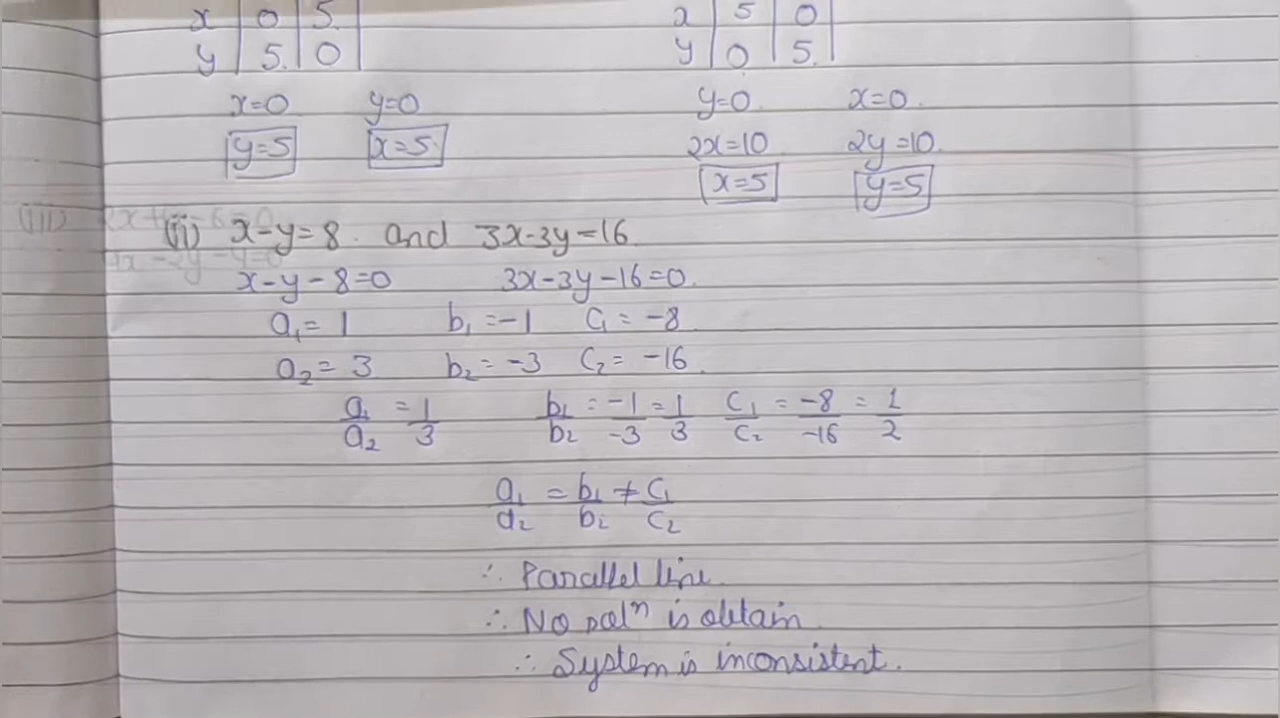 x | 0 | 5 | x | 5 | 0 |
y | 5 | 0 | y | 0 | 5 |
x=0 y=0 y=0 x=0
y=5 x=5 2x=10 2y=10
x=5 y=5
(ii) x-y=8 and 3x-3y=16
x-y-8=0 3x-3y-16=0
a₁=1 b₁=-1 c₁=-8
a₂=3 b₂=-3 c₂=-16
a₁/a₂=1/3 b₁/b₂=-1/-3=1/3 c₁/c₂=-8/-16=1/2
a₁/a₂=b₁/b₂≠c₁/c₂
∴ Parallel line
∴ No solⁿ is obtain
∴ System is inconsistent.